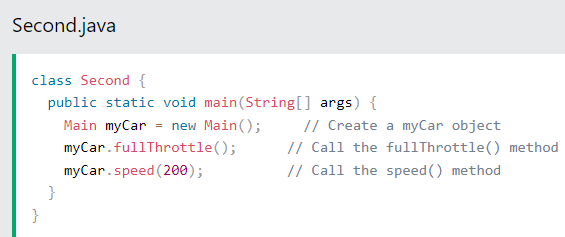 Second.java
class Second {
  public static void main(String[] args) {
    Main myCar = new Main();     // Create a myCar object
    myCar.fullThrottle();      // Call the fullThrottle() method
    myCar.speed(200);          // Call the speed() method
  }
}